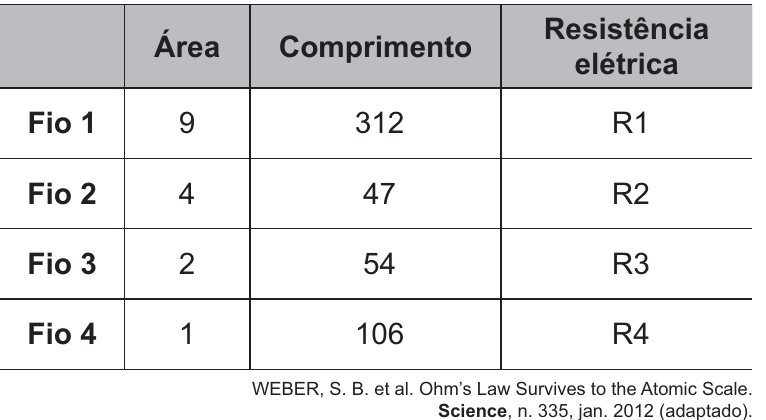 Área Comprimento Resistência elétrica
Fio 1 9 312 R1
Fio 2 4 47 R2
Fio 3 2 54 R3
Fio 4 1 106 R4
WEBER, S. B. et al. Ohm's Law Survives to the Atomic Scale.
Science, n. 335, jan. 2012 (adaptado).